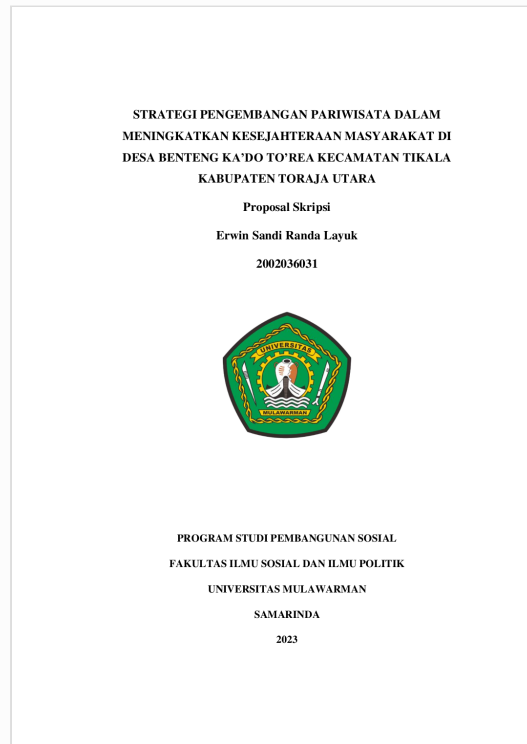 STRATEGI PENGEMBANGAN PARIWISATA DALAM
MENINGKATKAN KESEJAHTERAAN MASYARAKAT DI
DESA BENTENG KA’DO TO’REA KECAMATAN TIKALA
KABUPATEN TORAJA UTARA
Proposal Skripsi
Erwin Sandi Randa Layuk
2002036031
UNIVERSITAS
MULAWARMAN
PROGRAM STUDI PEMBANGUNAN SOSIAL
FAKULTAS ILMU SOSIAL DAN ILMU POLITIK
UNIVERSITAS MULAWARMAN
SAMARINDA
2023